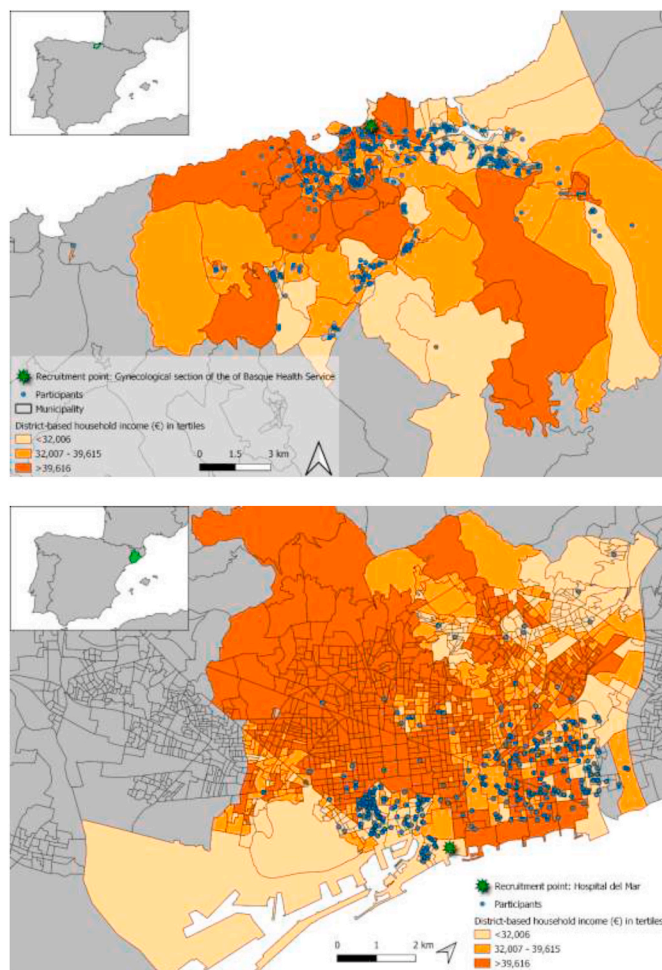 Recruitment point: Gynecological section of the of Basque Health Service
Participants
Municipality
District-based household income (€) in tertiles
<32,006
32,007 - 39,615
>39,616
0 1.5 3 km
Recruitment point: Hospital del Mar
Participants
District-based household income (€) in tertiles
<32,006
32,007 - 39,615
>39,616
0 1 2 km